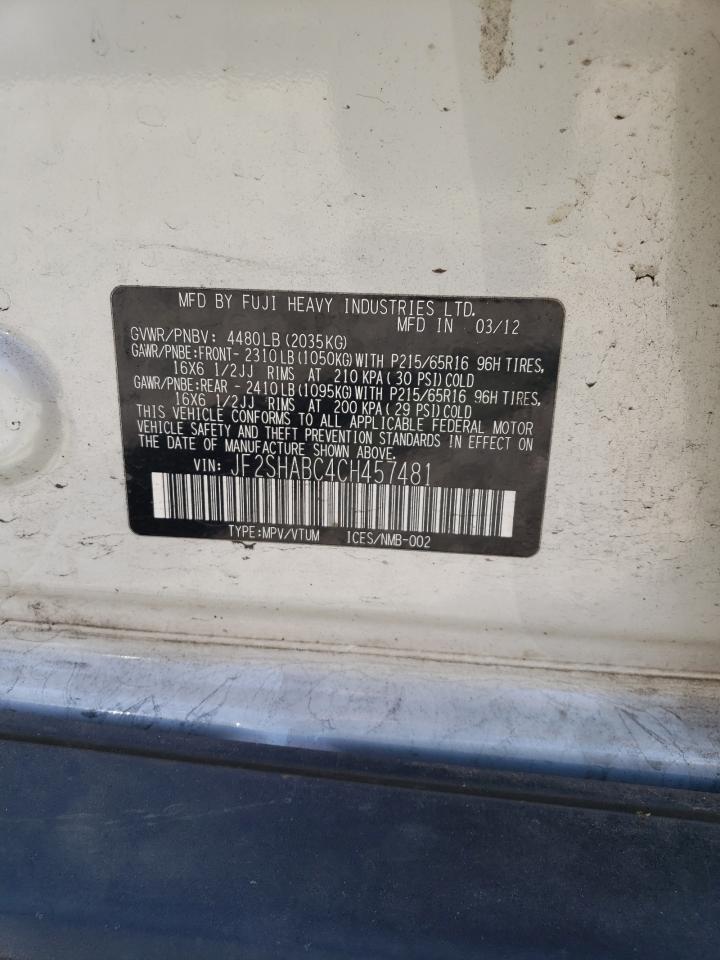 MFD BY FUJI HEAVY INDUSTRIES LTD.
MFD IN 03/12
GVWR/PNBV: 4480LB(2035KG)
GAWR/PNBE:FRONT- 2310LB(1050KG)WITH P215/65R16 96H TIRES,
16X6 1/2JJ RIMS AT 210 KPA(30 PSI)COLD
GAWR/PNBE:REAR - 2410LB(1095KG)WITH P215/65R16 96H TIRES,
16X6 1/2JJ RIMS AT 200 KPA(29 PSI)COLD
THIS VEHICLE CONFORMS TO ALL APPLICABLE FEDERAL MOTOR
VEHICLE SAFETY AND THEFT PREVENTION STANDARDS IN EFFECT ON
THE DATE OF MANUFACTURE SHOWN ABOVE.
VIN: JF2SHABC4CH457481
TYPE:MPV/VTUM ICES/NMB-002